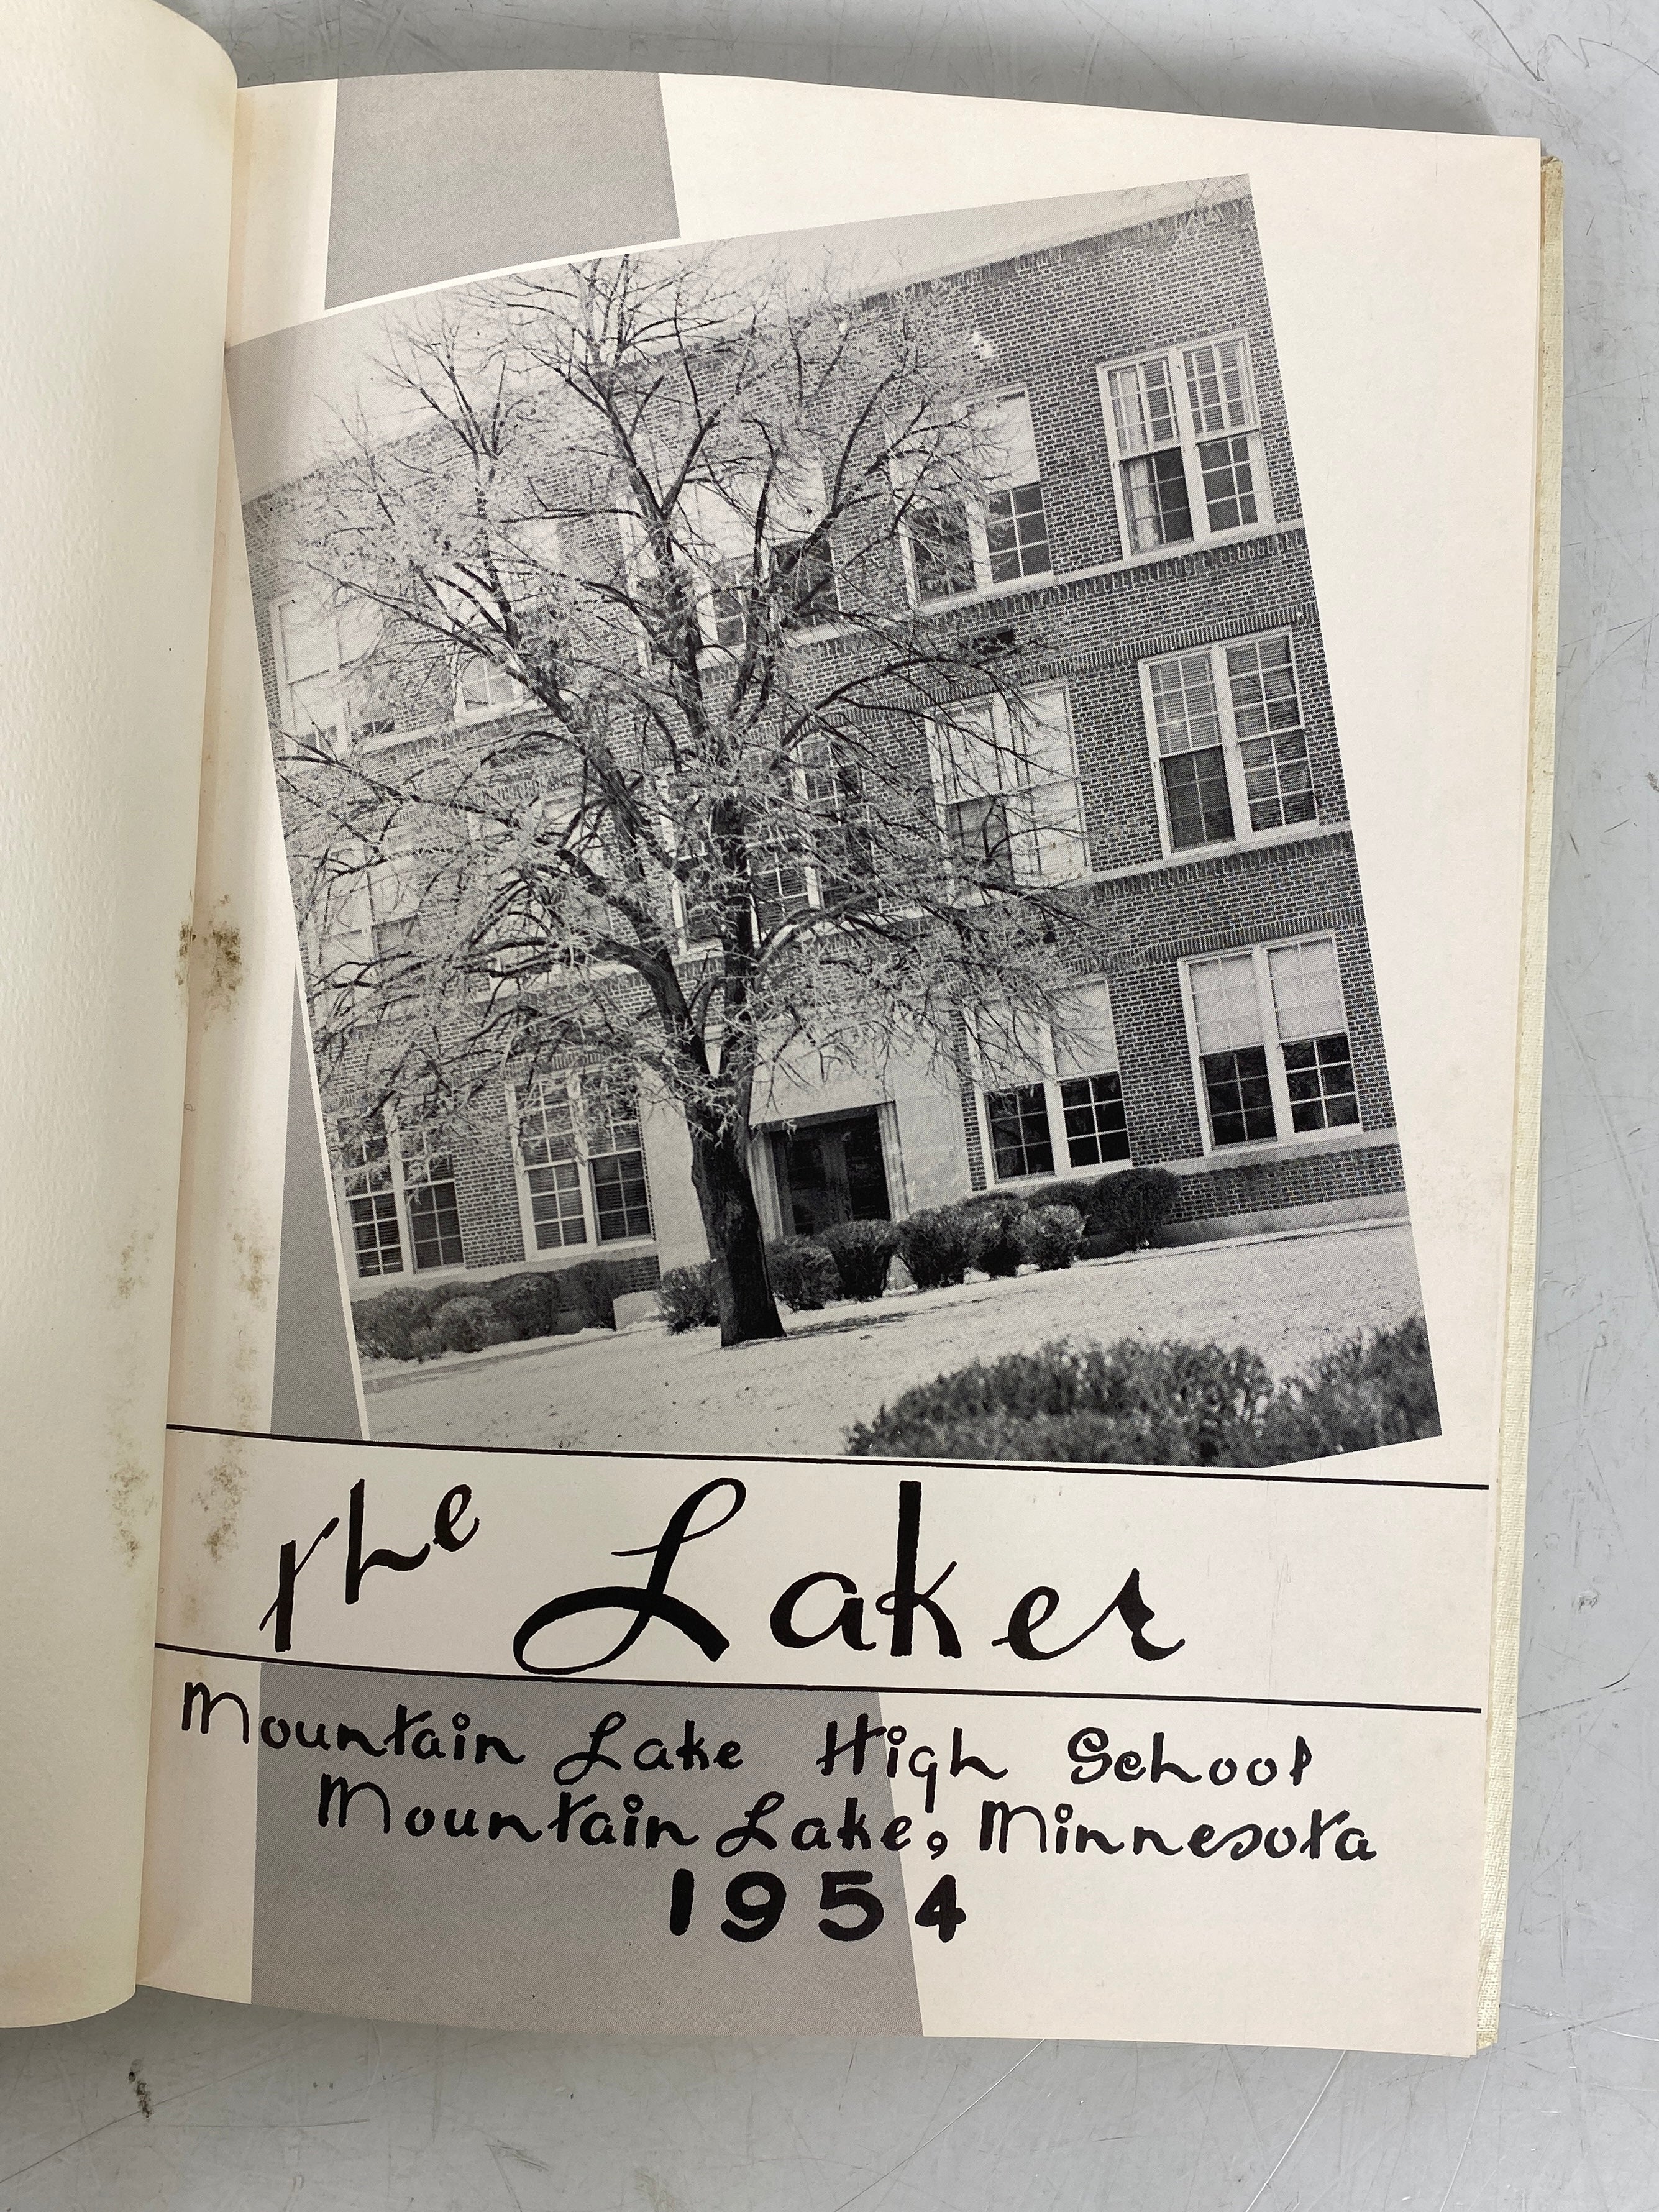 The Laker
Mountain Lake High School
Mountain Lake, Minnesota
1954